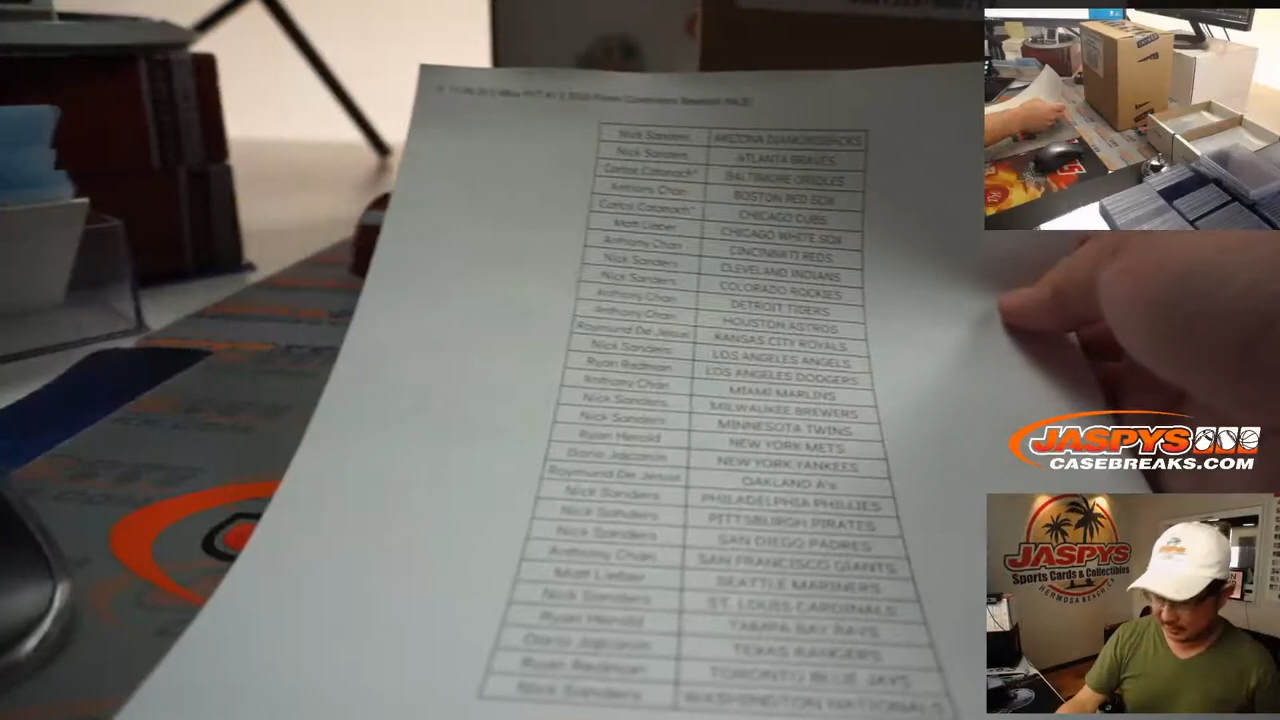 Nick Sanders ARIZONA DIAMONDBACKS
Nick Sanders ATLANTA BRAVES
Carlos Catanach* BALTIMORE ORIOLES
Anthony Chan BOSTON RED SOX
Carlos Catanach* CHICAGO CUBS
Matt Lieber CHICAGO WHITE SOX
Anthony Chan CINCINNATI REDS
Nick Sanders CLEVELAND INDIANS
Nick Sanders COLORADO ROCKIES
Anthony Chan DETROIT TIGERS
Anthony Chan HOUSTON ASTROS
Raymund De Jesus KANSAS CITY ROYALS
Nick Sanders LOS ANGELES ANGELS
Ryan Redman LOS ANGELES DODGERS
Anthony Chan MIAMI MARLINS
Nick Sanders MILWAUKEE BREWERS
Nick Sanders MINNESOTA TWINS
Ryan Herold NEW YORK METS
NEW YORK YANKEES
Raymund De Jesus OAKLAND A's
Nick Sanders PHILADELPHIA PHILLIES
Nick Sanders PITTSBURGH PIRATES
Nick Sanders SAN DIEGO PADRES
Anthony Chan SAN FRANCISCO GIANTS
Matt Lieber SEATTLE MARINERS
Nick Sanders ST. LOUIS CARDINALS
Ryan Herold TAMPA BAY RAYS
TEXAS RANGERS
Ryan Redman TORONTO BLUE JAYS
Nick Sanders WASHINGTON NATIONALS
JASPYS
CASEBREAKS.COM
JASPYS
Sports Cards & Collectibles
HERMOSA BEACH, CA